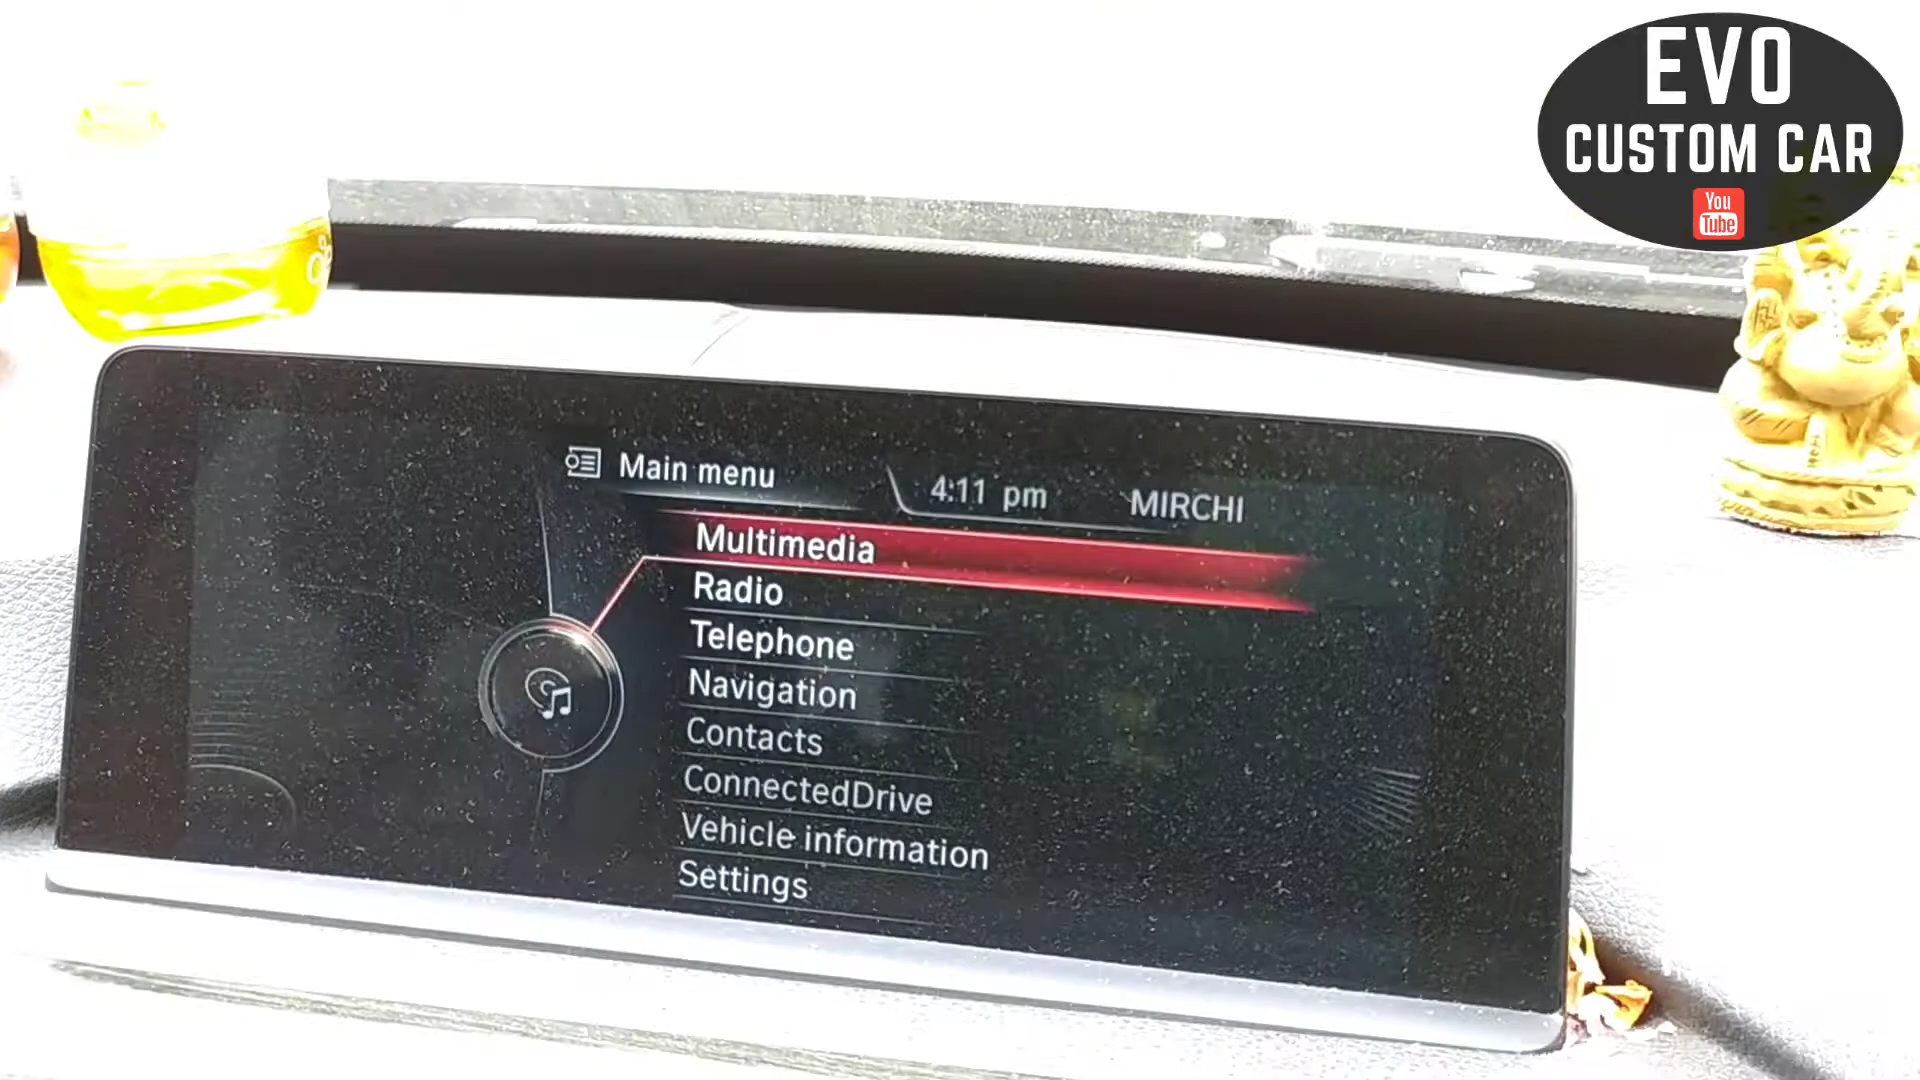 EVO
CUSTOM CAR
You
Tube
Main menu
4:11 pm
MIRCHI
Multimedia
Radio
Telephone
Navigation
Contacts
ConnectedDrive
Vehicle information
Settings